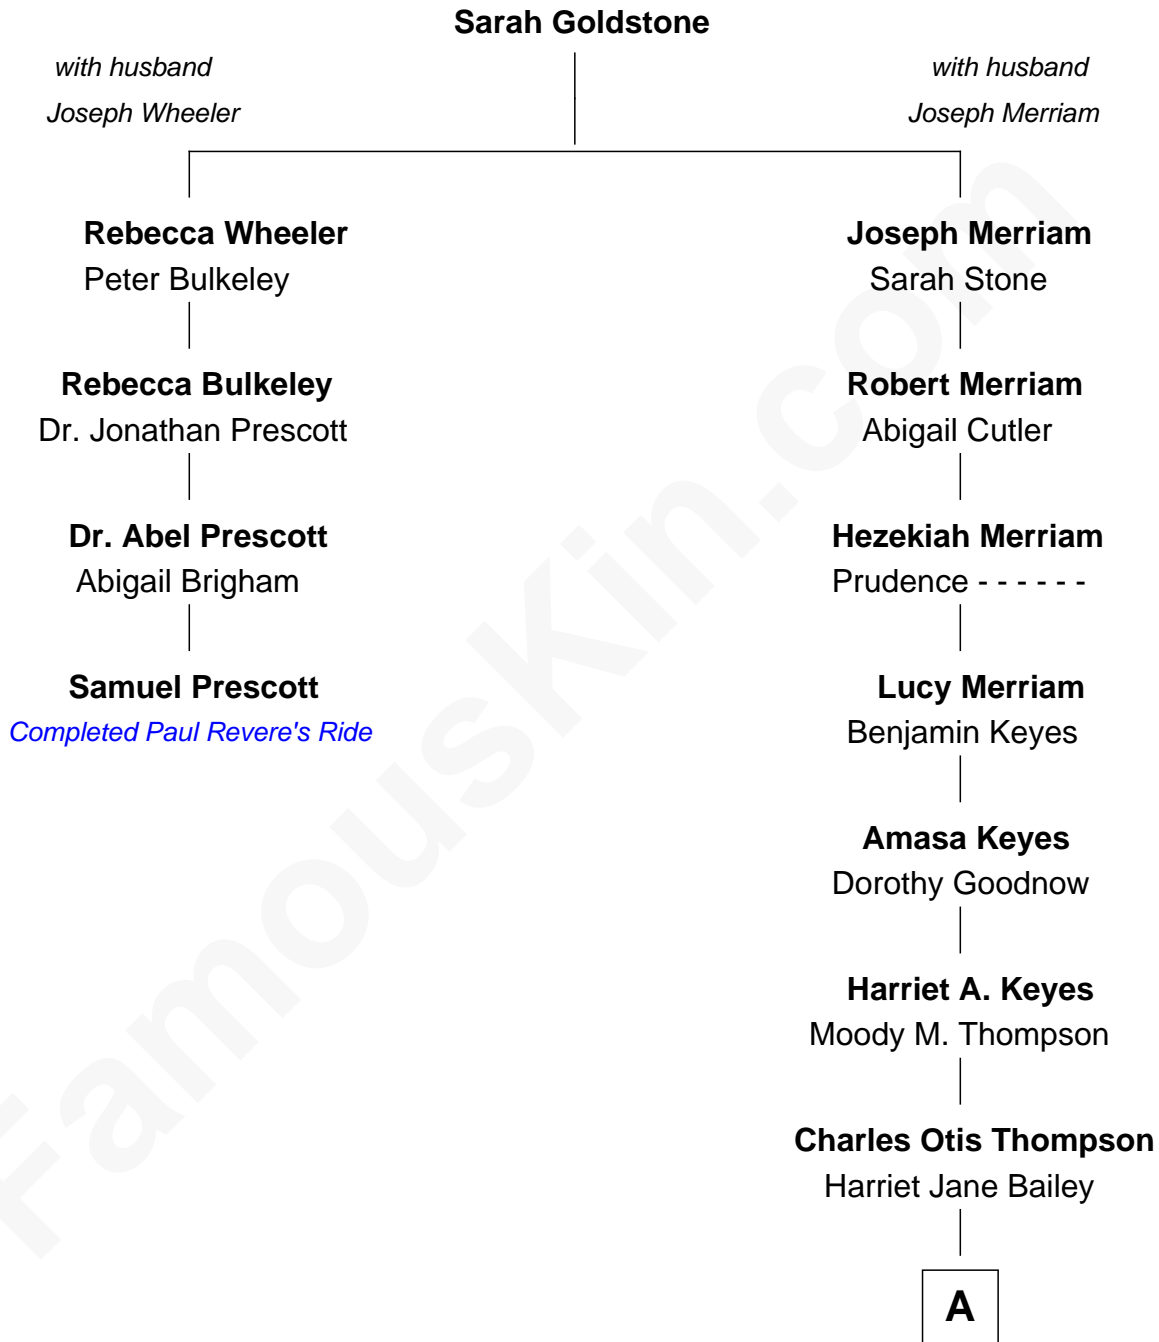 Sarah Goldstone
with husband
Joseph Wheeler
with husband
Joseph Merriam
Rebecca Wheeler
Peter Bulkeley
Rebecca Bulkeley
Dr. Jonathan Prescott
Dr. Abel Prescott
Abigail Brigham
Samuel Prescott
Completed Paul Revere's Ride
Joseph Merriam
Sarah Stone
Robert Merriam
Abigail Cutler
Hezekiah Merriam
Prudence - - - - - -
Lucy Merriam
Benjamin Keyes
Amasa Keyes
Dorothy Goodnow
Harriet A. Keyes
Moody M. Thompson
Charles Otis Thompson
Harriet Jane Bailey
A
FamousKin.com